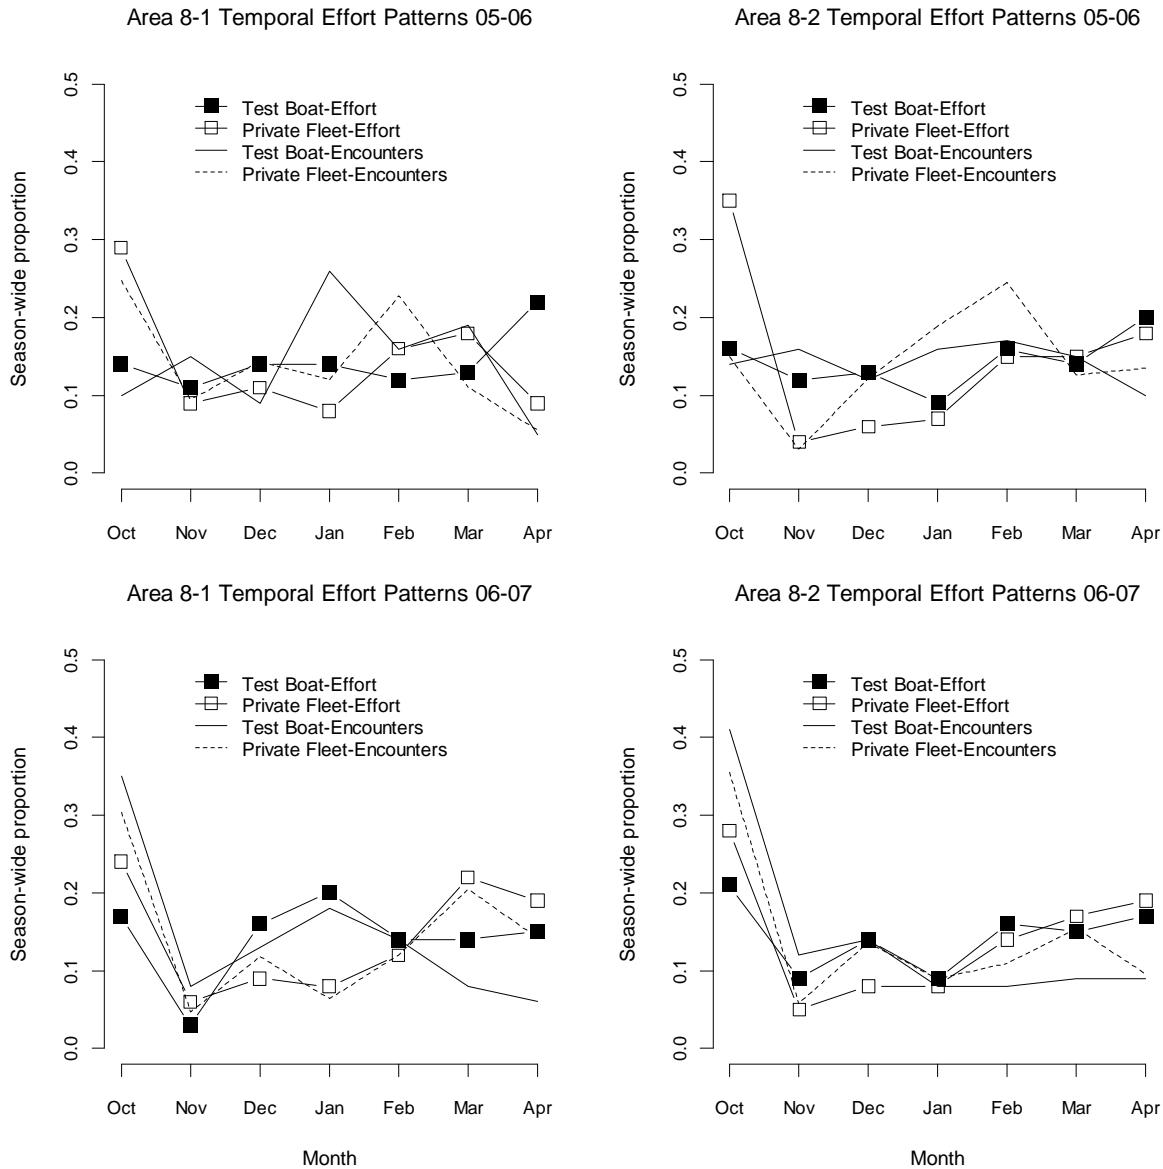 Area 8-1 Temporal Effort Patterns 05-06
Season-wide proportion
0.5
0.4
0.3
0.2
0.1
0.0
Test Boat-Effort
Private Fleet-Effort
Test Boat-Encounters
Private Fleet-Encounters
Oct Nov Dec Jan Feb Mar Apr
Area 8-2 Temporal Effort Patterns 05-06
Season-wide proportion
0.5
0.4
0.3
0.2
0.1
0.0
Test Boat-Effort
Private Fleet-Effort
Test Boat-Encounters
Private Fleet-Encounters
Oct Nov Dec Jan Feb Mar Apr
Area 8-1 Temporal Effort Patterns 06-07
Season-wide proportion
0.5
0.4
0.3
0.2
0.1
0.0
Test Boat-Effort
Private Fleet-Effort
Test Boat-Encounters
Private Fleet-Encounters
Oct Nov Dec Jan Feb Mar Apr
Month
Area 8-2 Temporal Effort Patterns 06-07
Season-wide proportion
0.5
0.4
0.3
0.2
0.1
0.0
Test Boat-Effort
Private Fleet-Effort
Test Boat-Encounters
Private Fleet-Encounters
Oct Nov Dec Jan Feb Mar Apr
Month